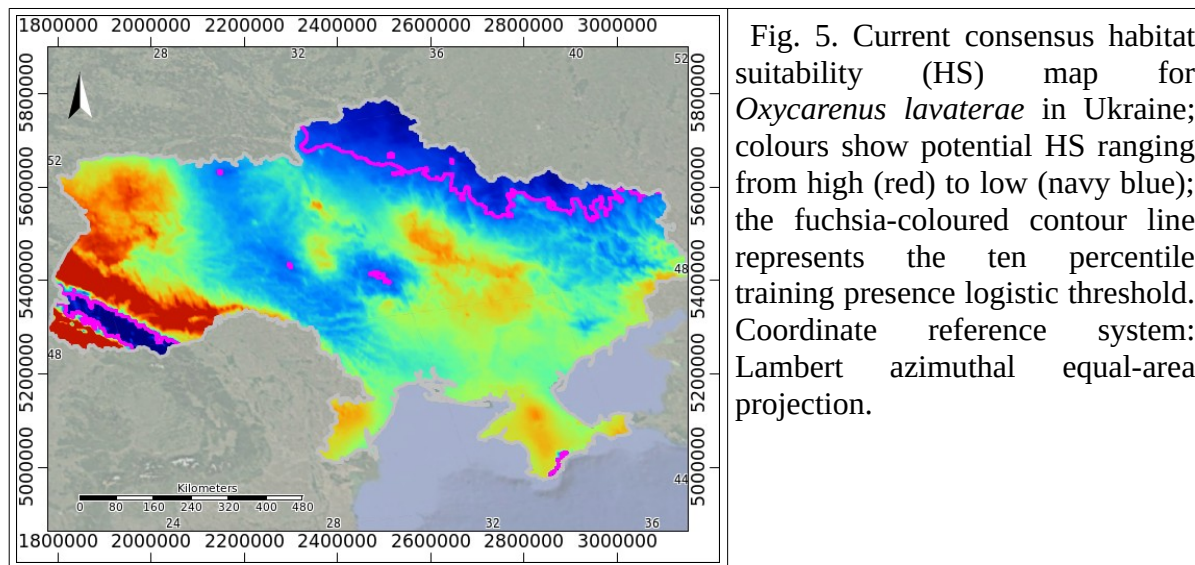 1800000 2000000 2200000 2400000 2600000 2800000 3000000
28 32 36 40 52
5800000
52
5600000
5400000
48
48
5200000
5000000
44
Kilometers
0 80 160 240 320 400 480
24 28 32 36
5800000
5600000
5400000
5200000
5000000
1800000 2000000 2200000 2400000 2600000 2800000 3000000
Fig. 5. Current consensus habitat
suitability (HS) map for
Oxycarenus lavaterae in Ukraine;
colours show potential HS ranging
from high (red) to low (navy blue);
the fuchsia-coloured contour line
represents the ten percentile
training presence logistic threshold.
Coordinate reference system:
Lambert azimuthal equal-area
projection.